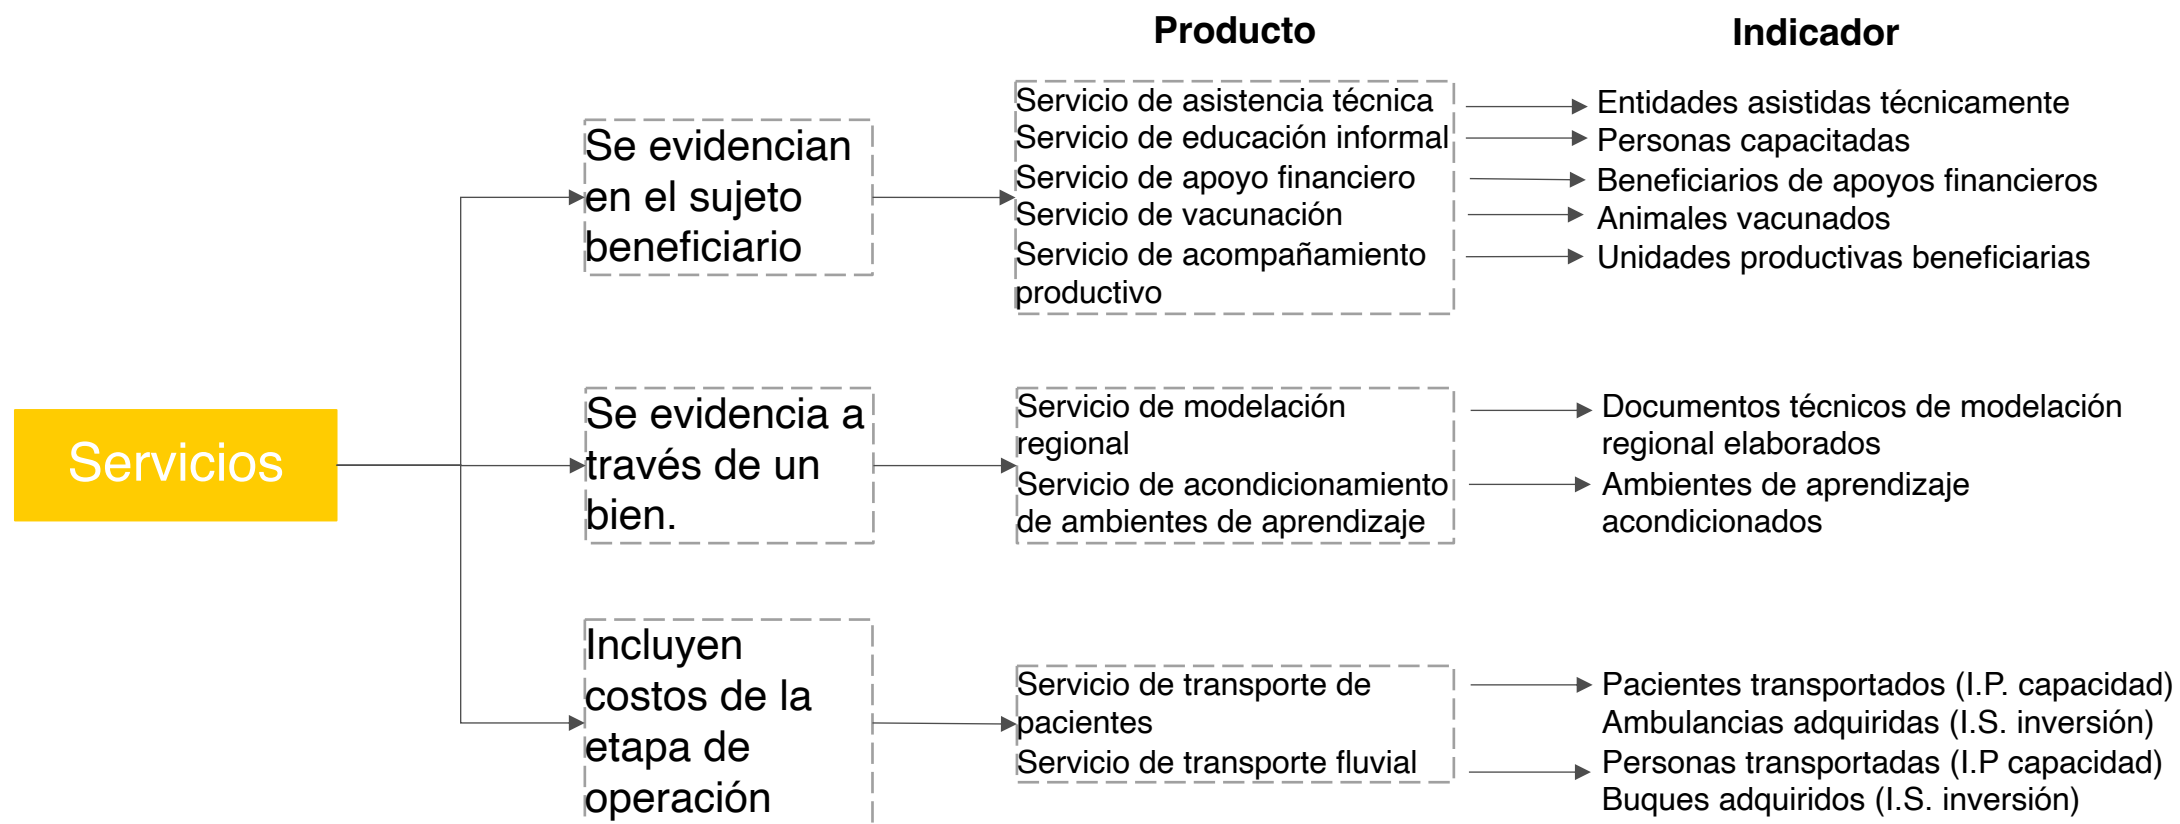 Producto
Indicador
Servicios
Se evidencian
en el sujeto
beneficiario
Servicio de asistencia técnica
Servicio de educación informal
Servicio de apoyo financiero
Servicio de vacunación
Servicio de acompañamiento
productivo
Entidades asistidas técnicamente
Personas capacitadas
Beneficiarios de apoyos financieros
Animales vacunados
Unidades productivas beneficiarias
Se evidencia a
través de un
bien.
Servicio de modelación
regional
Servicio de acondicionamiento
de ambientes de aprendizaje
Documentos técnicos de modelación
regional elaborados
Ambientes de aprendizaje
acondicionados
Incluyen
costos de la
etapa de
operación
Servicio de transporte de
pacientes
Servicio de transporte fluvial
Pacientes transportados (I.P. capacidad)
Ambulancias adquiridas (I.S. inversión)
Personas transportadas (I.P capacidad)
Buques adquiridos (I.S. inversión)